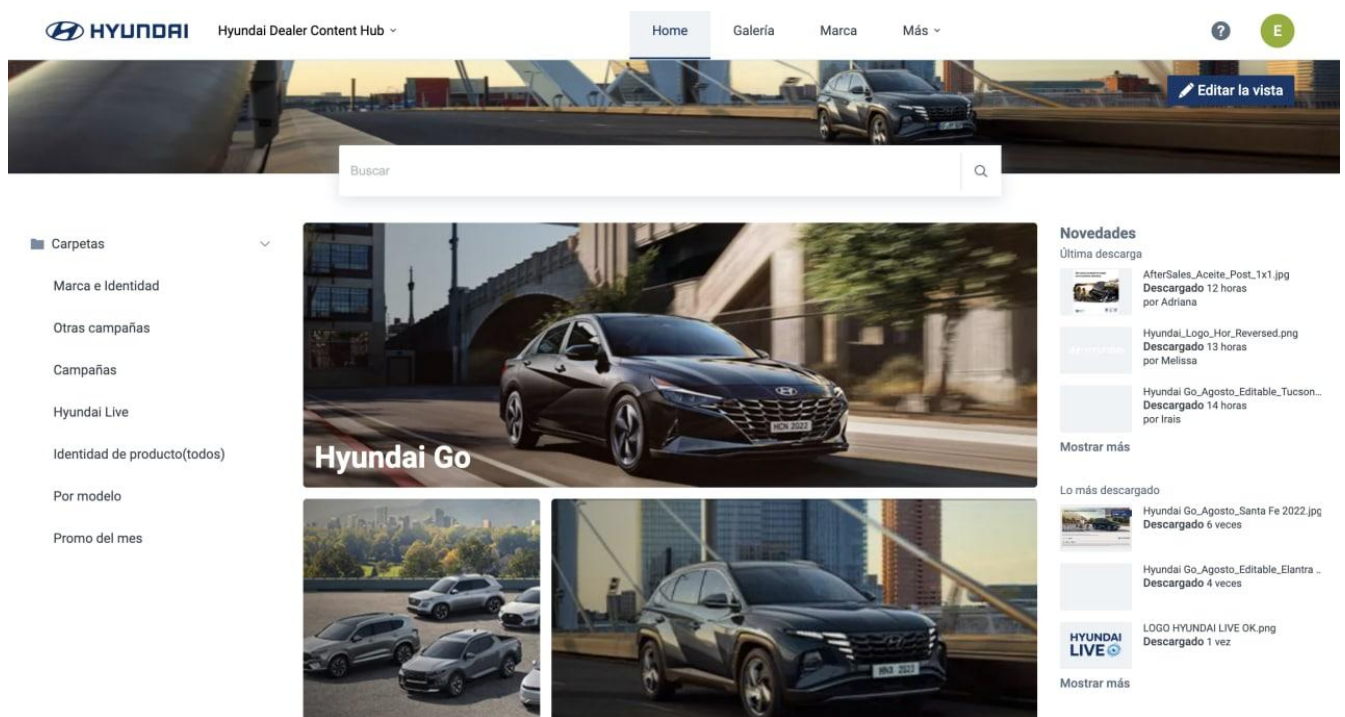 HYUNDAI
Hyundai Dealer Content Hub
Home
Galería
Marca
Más
?
E
Editar la vista
Buscar
Carpetas
Marca e Identidad
Otras campañas
Campañas
Hyundai Live
Identidad de producto(todos)
Por modelo
Promo del mes
HCN 2022
Hyundai Go
Novedades
Última descarga
AfterSales_Aceite_Post_1x1.jpg
Descargado 12 horas
por Adriana
Hyundai_Logo_Hor_Reversed.png
Descargado 13 horas
por Melissa
Hyundai Go_Agosto_Editable_Tucson...
Descargado 14 horas
por Irais
Mostrar más
Lo más descargado
Hyundai Go_Agosto_Santa Fe 2022.jpg
Descargado 6 veces
Hyundai Go_Agosto_Editable_Elantra ..
Descargado 4 veces
HYUNDAI
LIVE
LOGO HYUNDAI LIVE OK.png
Descargado 1 vez
Mostrar más